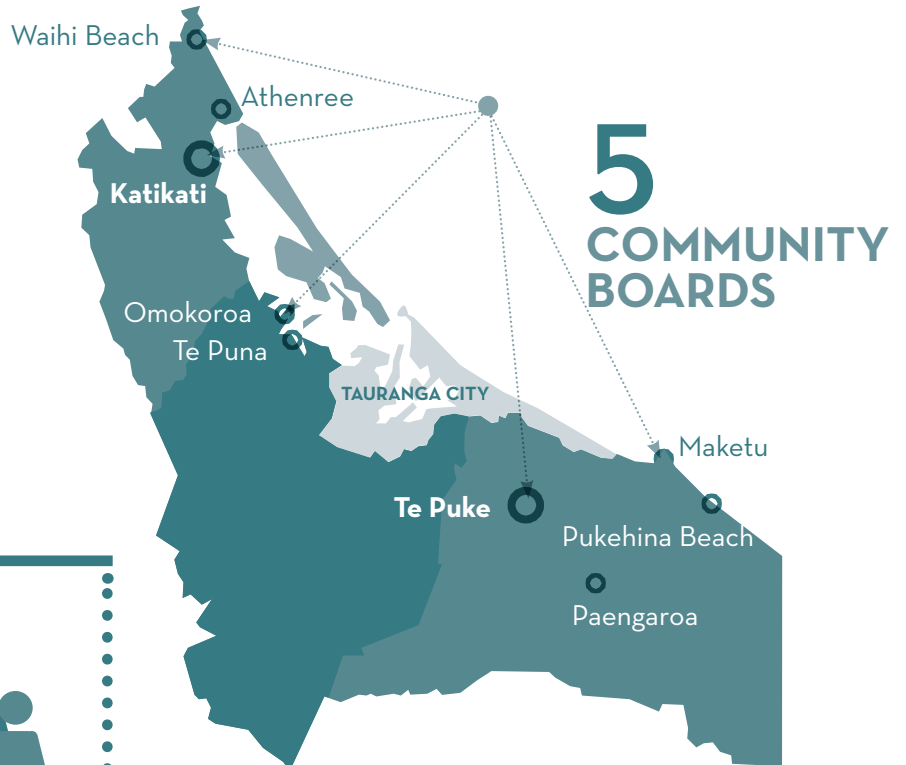 Waihi Beach
Athenree
5
COMMUNITY
BOARDS
Katikati
Omokoroa
Te Puna
TAURANGA CITY
Maketu
Te Puke
Pukehina Beach
Paengaroa